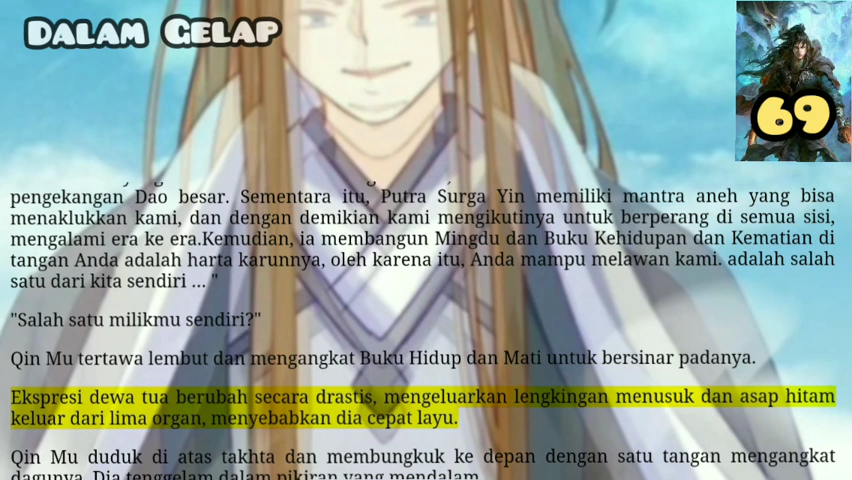 Dalam Gelap
69
pengekangan Dao besar. Sementara itu, Putra Surga Yin memiliki mantra aneh yang bisa
menaklukkan kami, dan dengan demikian kami mengikutinya untuk berperang di semua sisi,
mengalami era ke era.Kemudian, ia membangun Mingdu dan Buku Kehidupan dan Kematian di
tangan Anda adalah harta karunnya, oleh karena itu, Anda mampu melawan kami. adalah salah
satu dari kita sendiri ... "
"Salah satu milikmu sendiri?"
Qin Mu tertawa lembut dan mengangkat Buku Hidup dan Mati untuk bersinar padanya.
Ekspresi dewa tua berubah secara drastis, mengeluarkan lengkingan menusuk dan asap hitam
keluar dari lima organ, menyebabkan dia cepat layu.
Qin Mu duduk di atas takhta dan membungkuk ke depan dengan satu tangan mengangkat
dagunya. Dia tenggelam dalam pikiran yang mendalam.